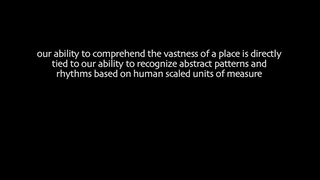 our ability to comprehend the vastness of a place is directly
tied to our ability to recognize abstract patterns and
rhythms based on human scaled units of measure